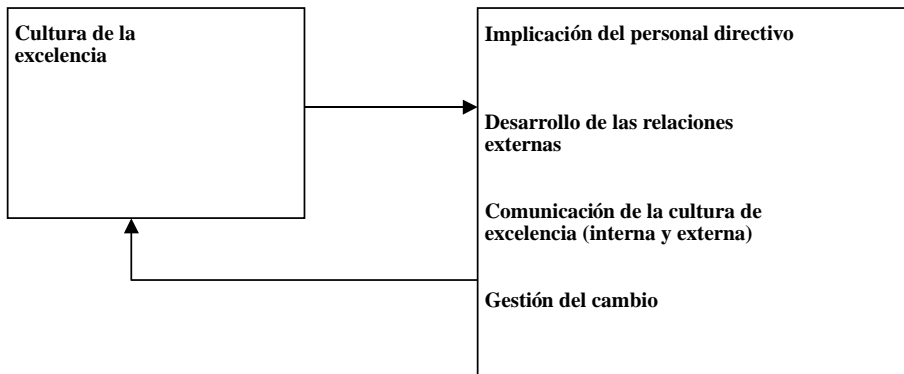 Cultura de la
excelencia
Implicación del personal directivo
Desarrollo de las relaciones
externas
Comunicación de la cultura de
excelencia (interna y externa)
Gestión del cambio